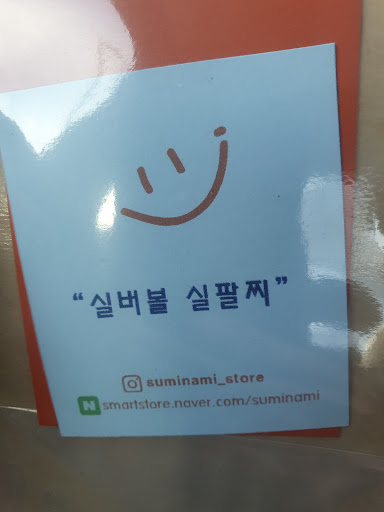 “실버볼 실팔찌”
suminami_store
N smartstore.naver.com/suminami